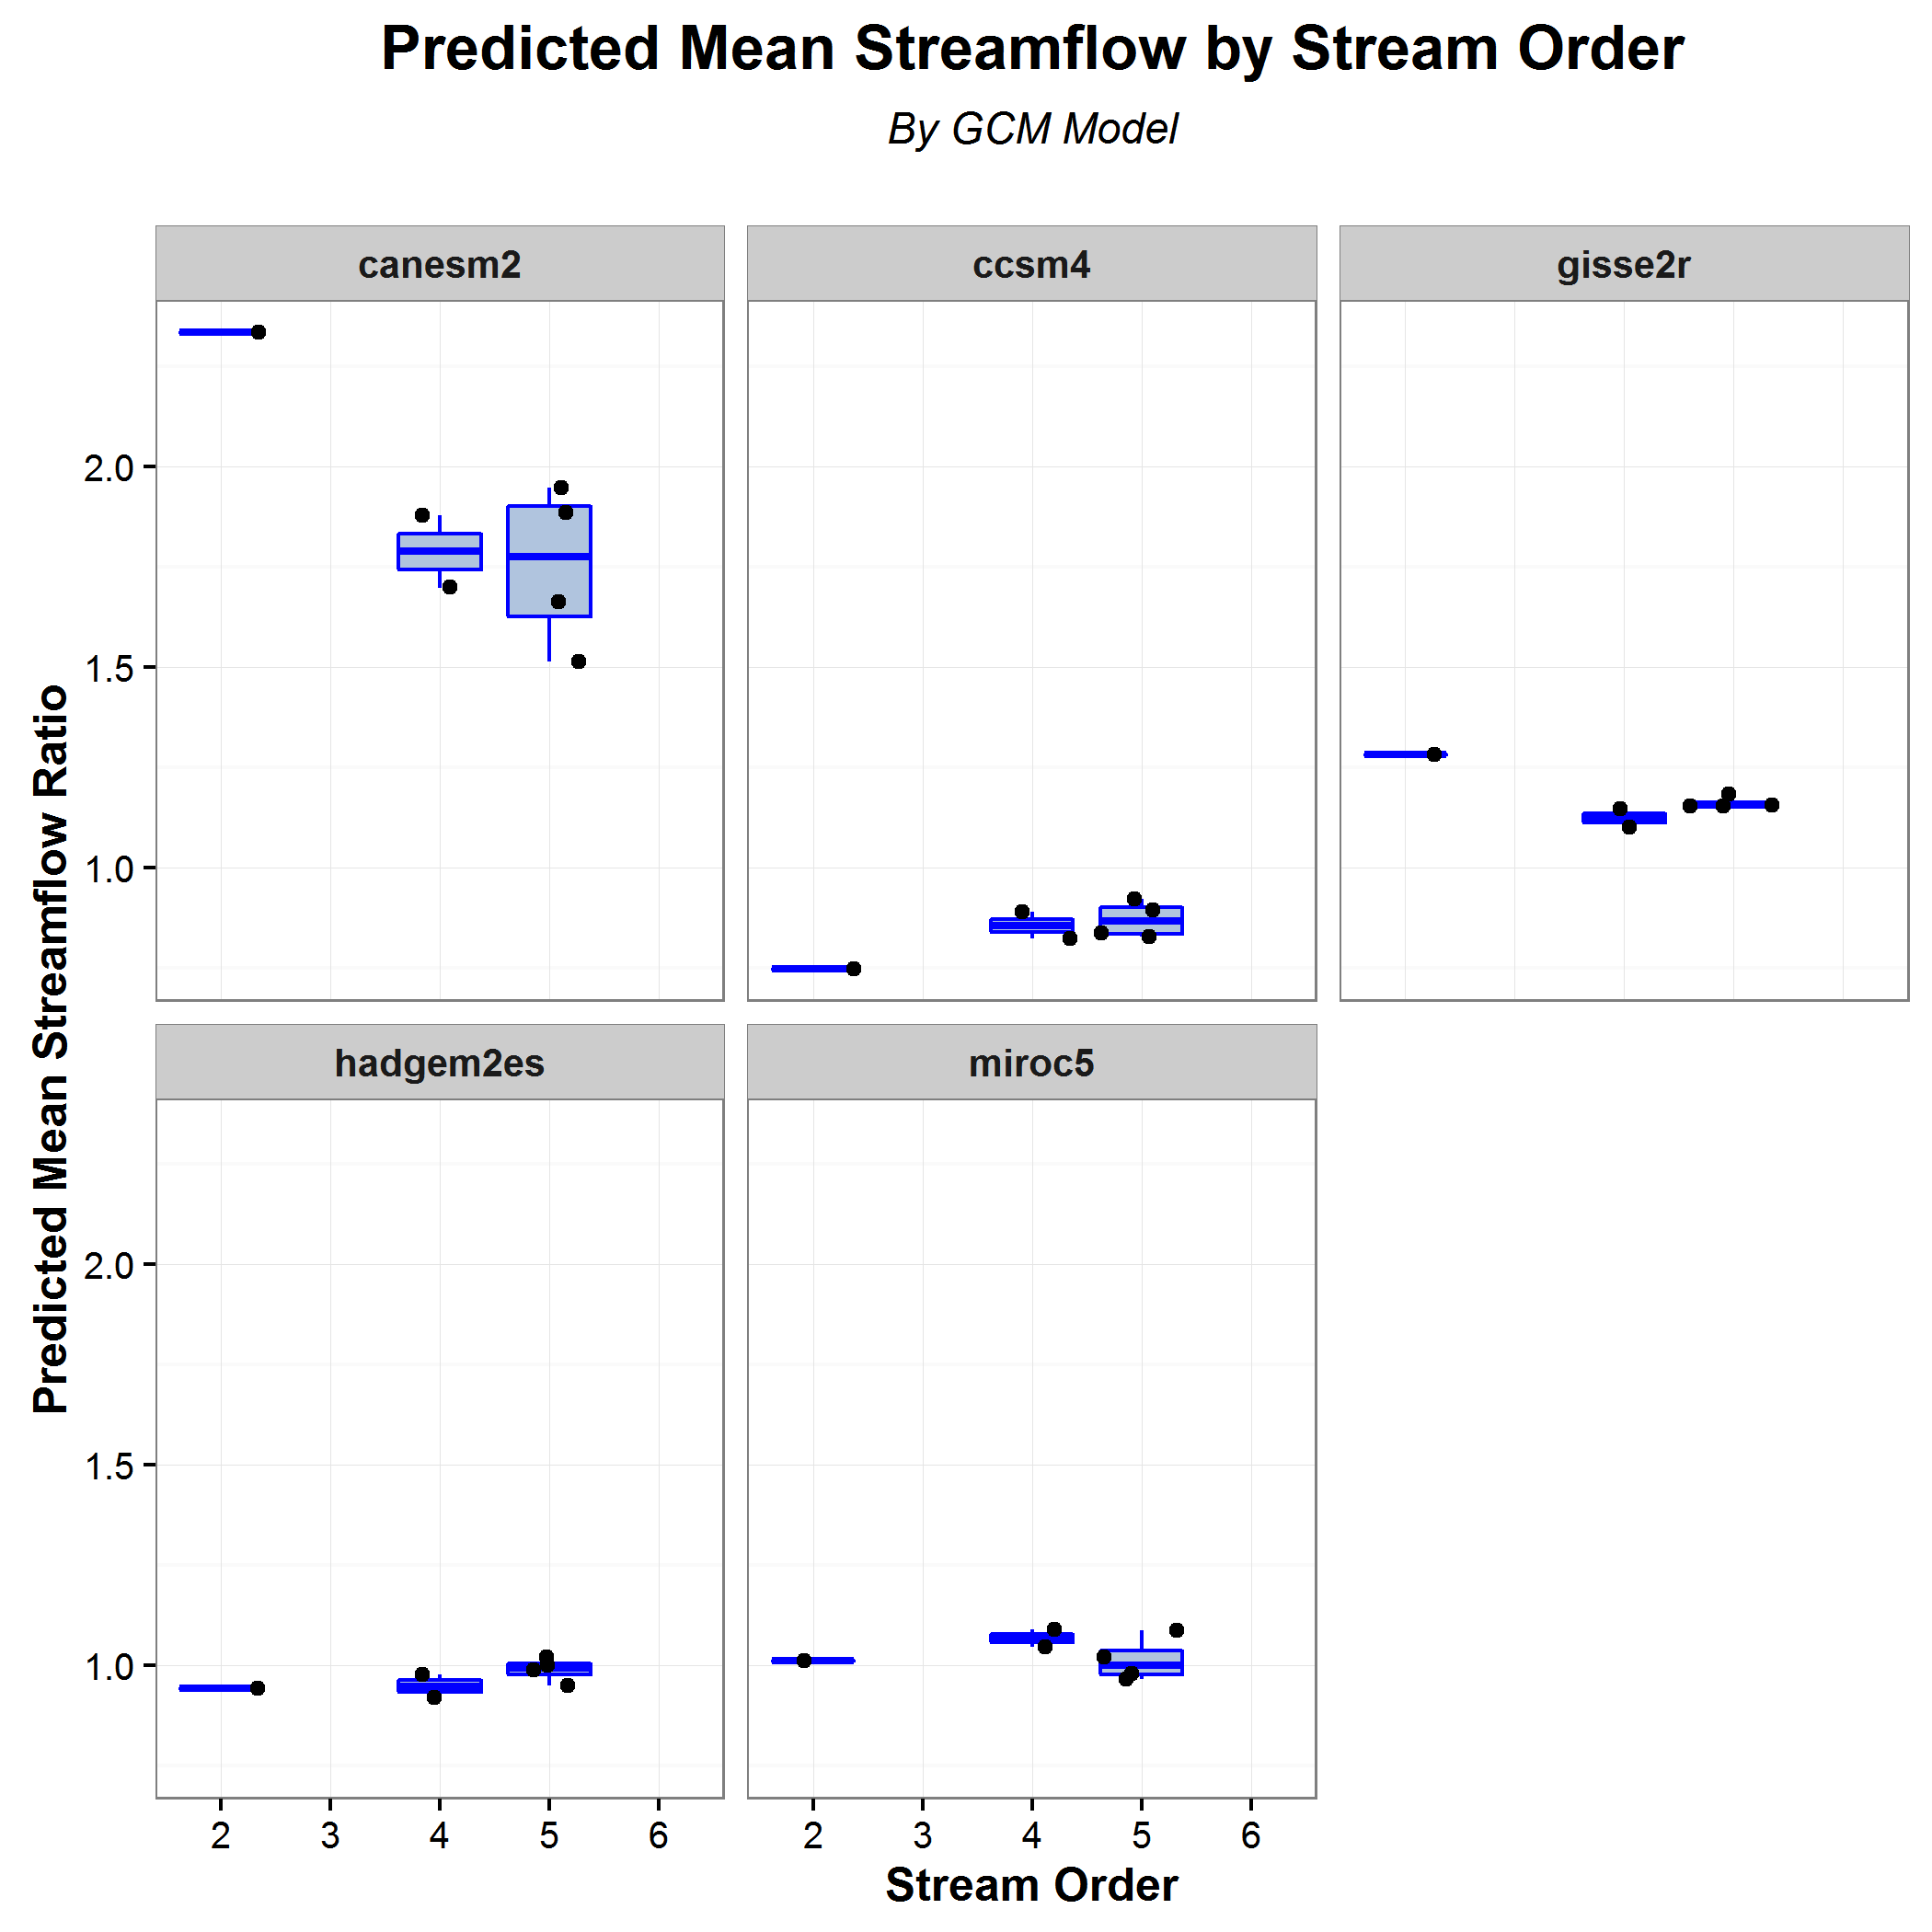 Predicted Mean Streamflow by Stream Order
By GCM Model
canesm2
ccsm4
gisse2r
2.0
1.5
1.0
Predicted Mean Streamflow Ratio
hadgem2es
miroc5
2.0
1.5
1.0
2 3 4 5 6
2 3 4 5 6
Stream Order